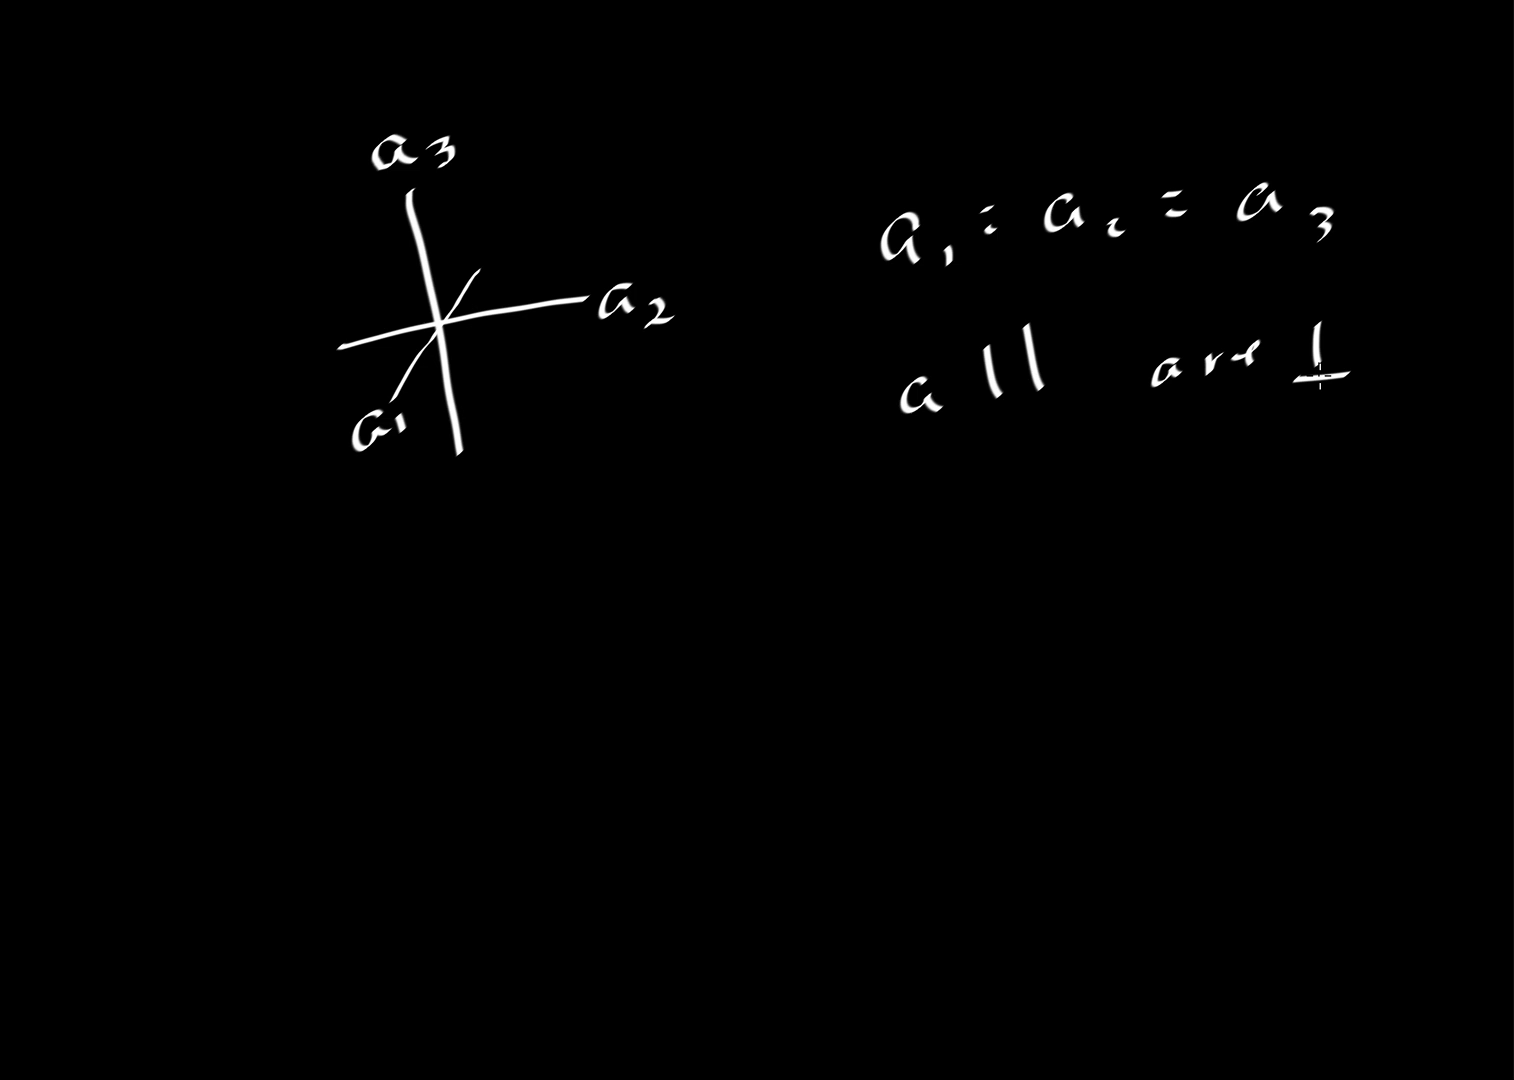 a3
a2
a1
a₁ = a₂ = a₃
all are ⊥